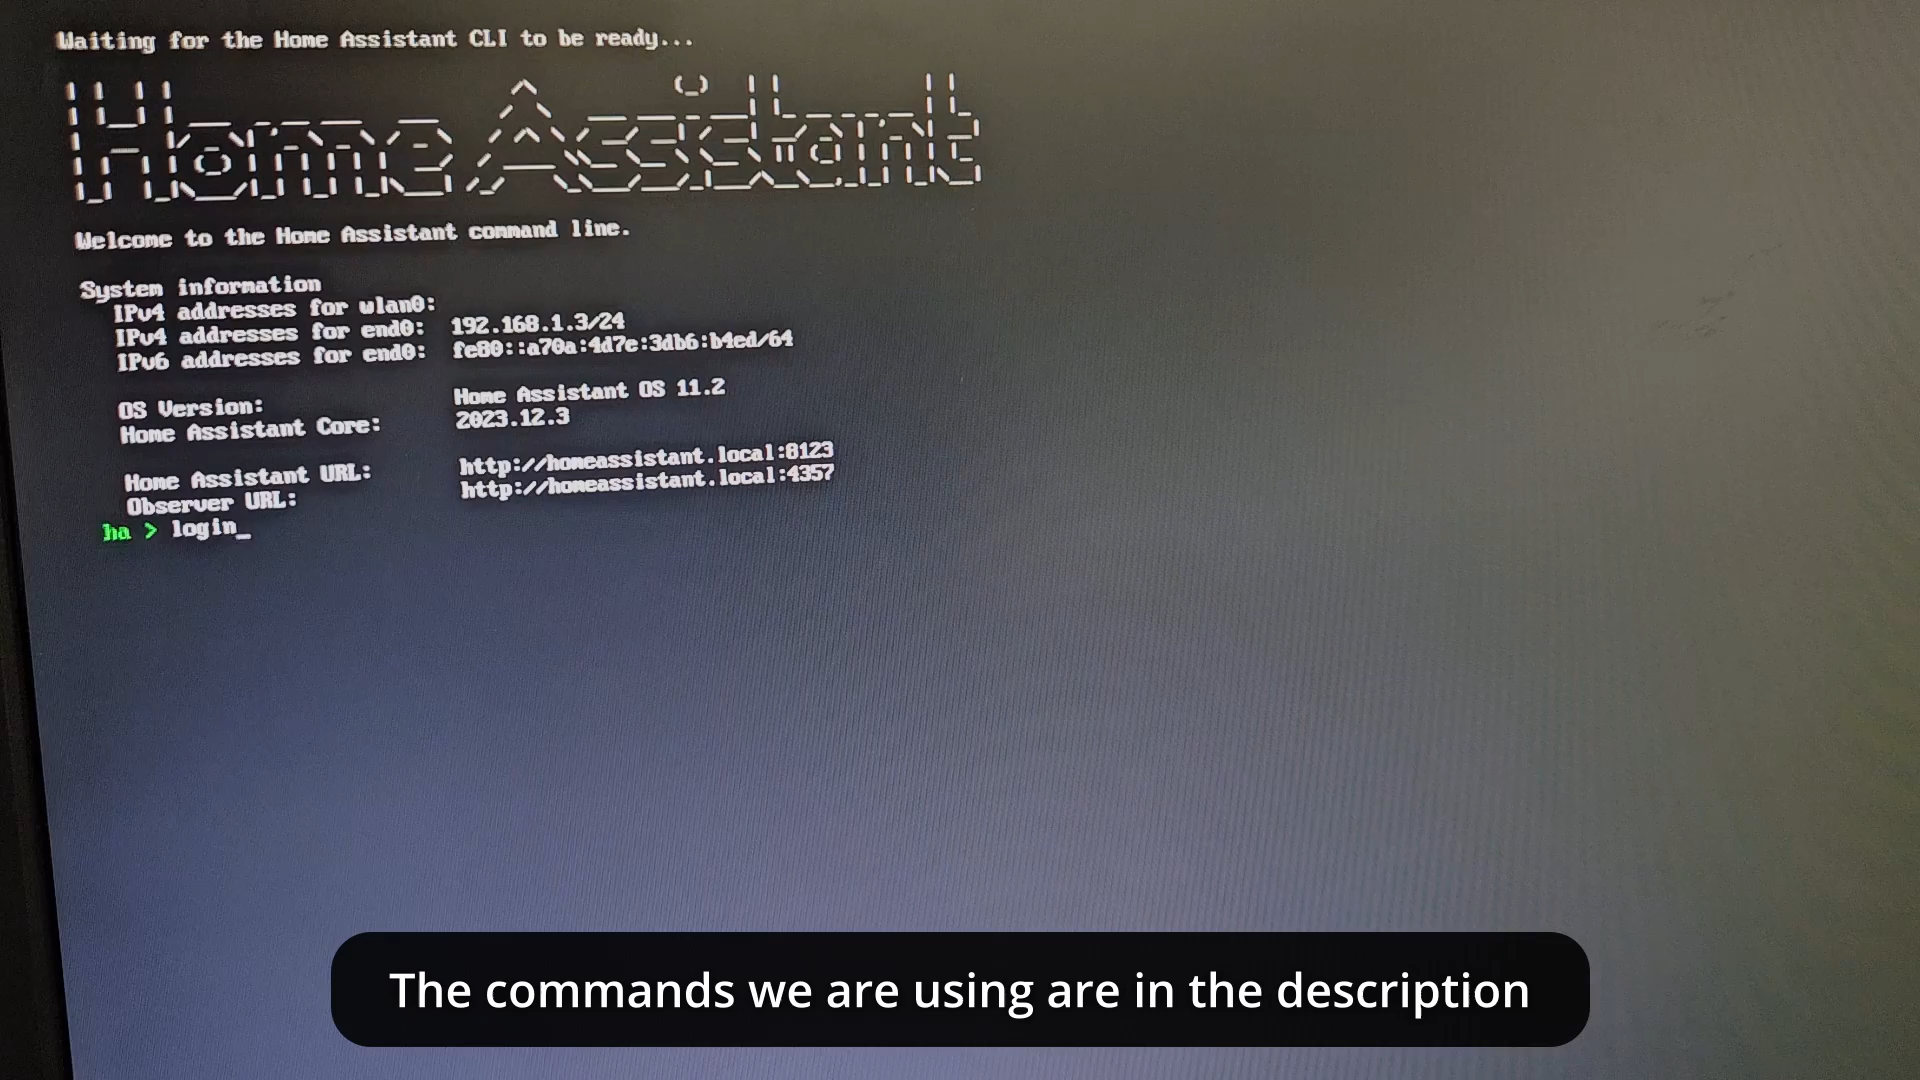 Waiting for the Home Assistant CLI to be ready...
Home Assistant
Welcome to the Home Assistant command line.
System information
IPv4 addresses for wlan0:
IPv4 addresses for end0: 192.168.1.3/24
IPv6 addresses for end0: fe80::a70a:4d7e:3db6:b4ed/64
OS Version: Home Assistant OS 11.2
Home Assistant Core: 2023.12.3
Home Assistant URL: http://homeassistant.local:8123
Observer URL: http://homeassistant.local:4357
ha > login_
The commands we are using are in the description